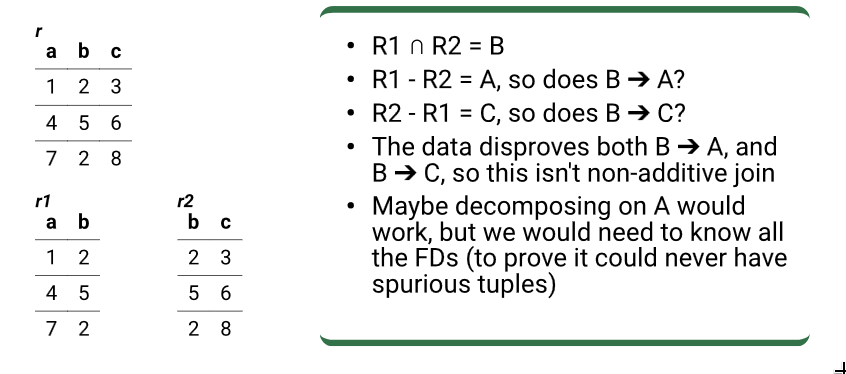 r
a b c
1 2 3
4 5 6
7 2 8
r1
a b
1 2
4 5
7 2
r2
b c
2 3
5 6
2 8
• R1 ∩ R2 = B
• R1 - R2 = A, so does B ➔ A?
• R2 - R1 = C, so does B ➔ C?
• The data disproves both B ➔ A, and
B ➔ C, so this isn't non-additive join
• Maybe decomposing on A would
work, but we would need to know all
the FDs (to prove it could never have
spurious tuples)